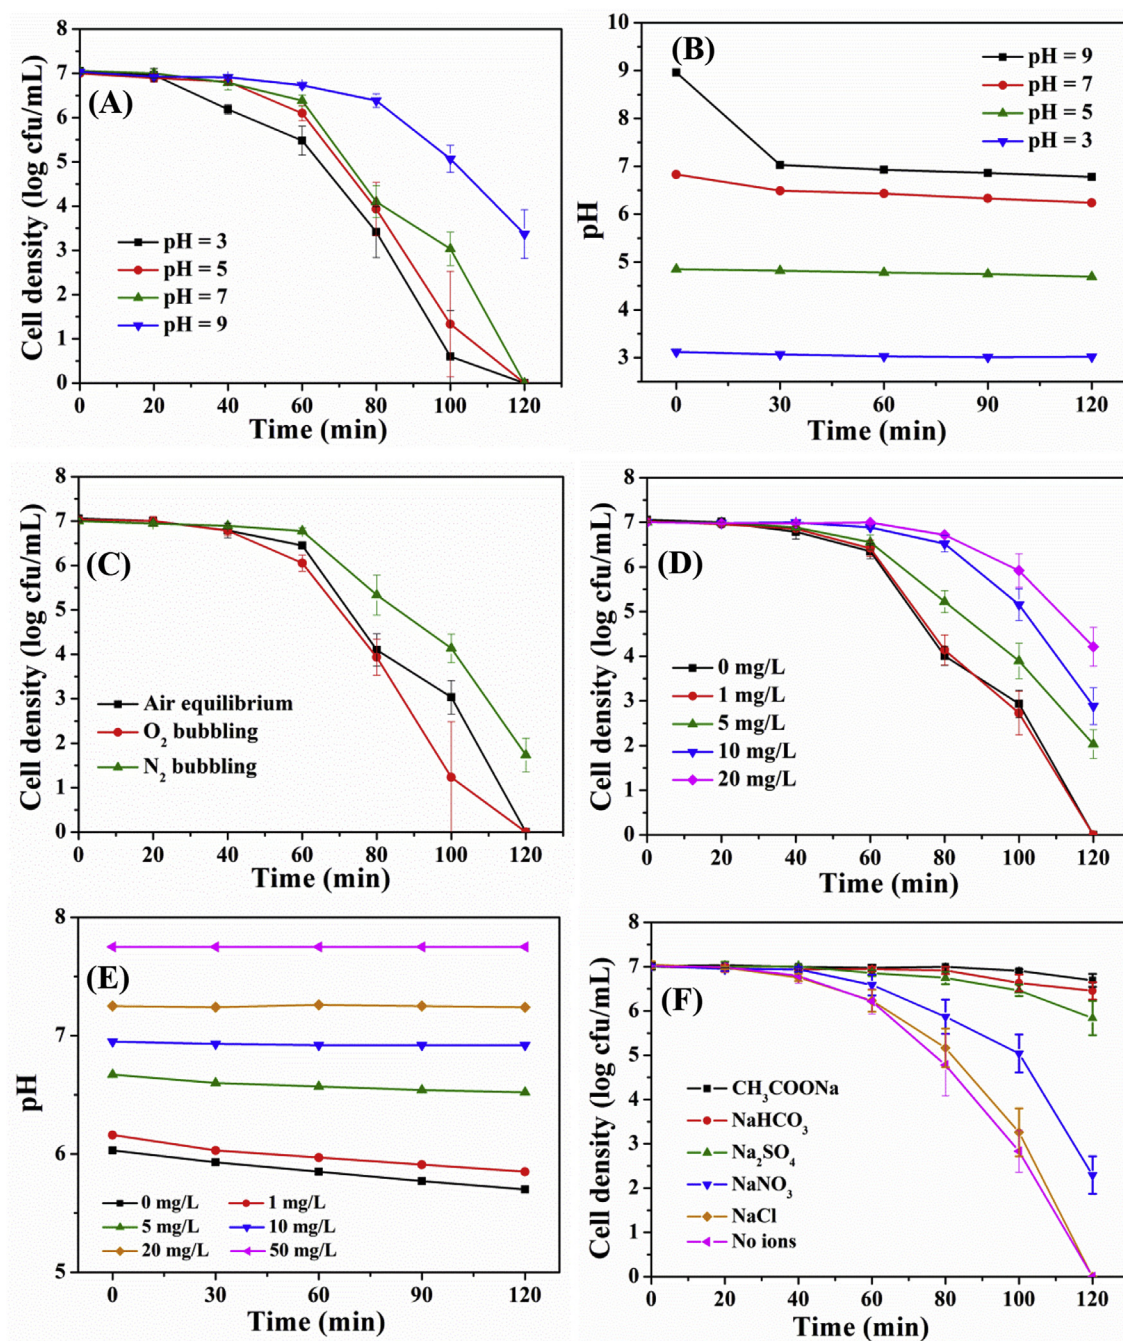 (A)
Cell density (log cfu/mL)
8
7
6
5
4
3
2
1
0
pH = 3
pH = 5
pH = 7
pH = 9
0 20 40 60 80 100 120
Time (min)
(B)
pH
10
9
8
7
6
5
4
3
pH = 9
pH = 7
pH = 5
pH = 3
0 30 60 90 120
Time (min)
(C)
Cell density (log cfu/mL)
8
7
6
5
4
3
2
1
0
Air equilibrium
O₂ bubbling
N₂ bubbling
0 20 40 60 80 100 120
Time (min)
(D)
Cell density (log cfu/mL)
8
7
6
5
4
3
2
1
0
0 mg/L
1 mg/L
5 mg/L
10 mg/L
20 mg/L
0 20 40 60 80 100 120
Time (min)
(E)
pH
8
7
6
5
0 mg/L 1 mg/L
5 mg/L 10 mg/L
20 mg/L 50 mg/L
0 30 60 90 120
Time (min)
(F)
Cell density (log cfu/mL)
8
7
6
5
4
3
2
1
0
CH₃COONa
NaHCO₃
Na₂SO₄
NaNO₃
NaCl
No ions
0 20 40 60 80 100 120
Time (min)